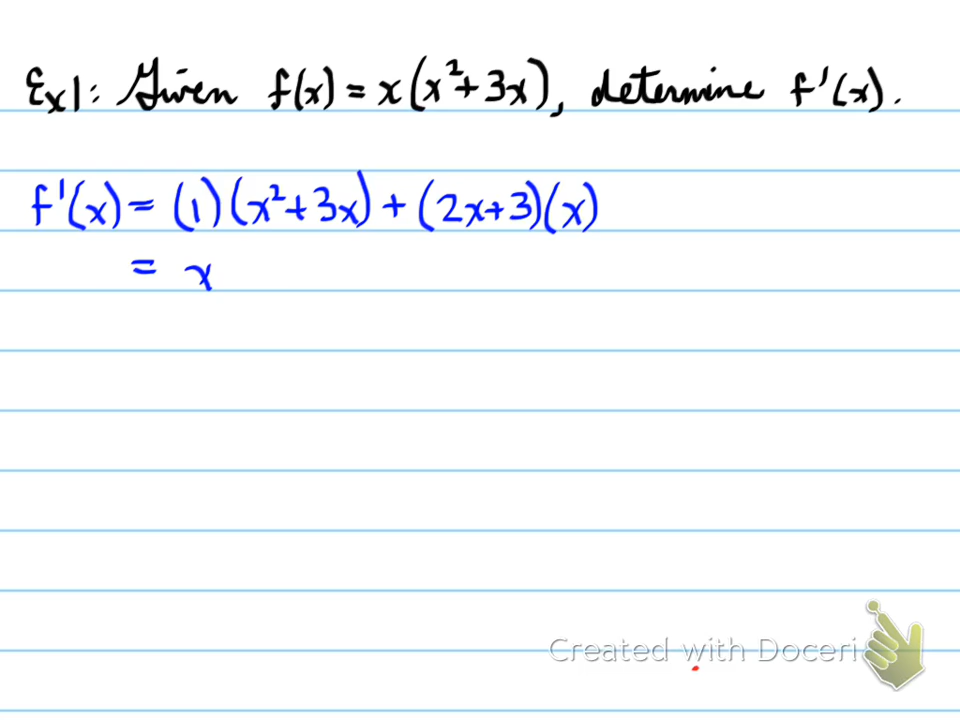 Ex1: Given f(x) = x(x²+3x), determine f'(x).
f'(x) = (1)(x²+3x) + (2x+3)(x)
= x
Created with Doceri